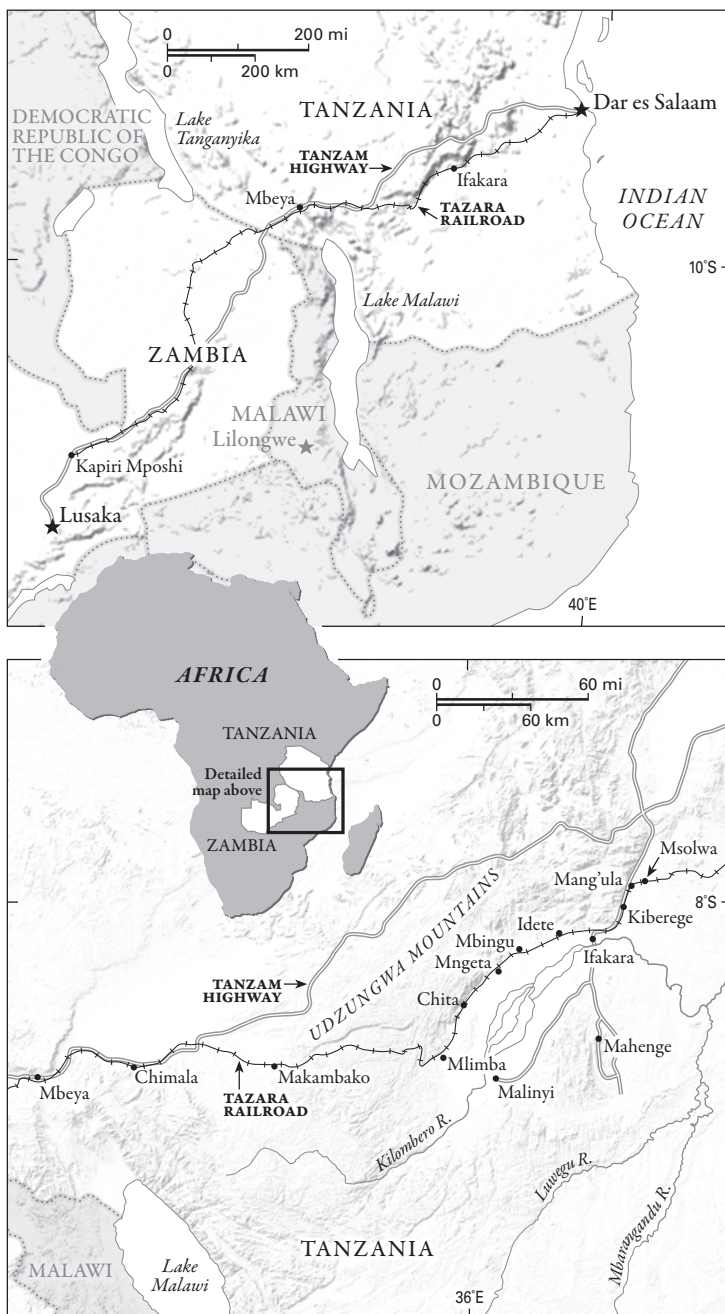 0 200 mi
0 200 km
DEMOCRATIC
REPUBLIC OF
THE CONGO
Lake
Tanganyika
TANZANIA
Dar es Salaam
TANZAM
HIGHWAY
Ifakara
Mbeya
TAZARA
RAILROAD
INDIAN
OCEAN
10°S
Lake Malawi
ZAMBIA
MALAWI
Lilongwe
Kapiri Mposhi
MOZAMBIQUE
Lusaka
40°E
AFRICA
TANZANIA
Detailed
map above
ZAMBIA
0 60 mi
0 60 km
Msolwa
Mang'ula
8°S
Kiberege
Idete
Mbingu
Ifakara
Mngeta
UDZUNGWA MOUNTAINS
TANZAM
HIGHWAY
Chita
Mahenge
Mlimba
Mbeya
Chimala
Makambako
Malinyi
TAZARA
RAILROAD
Kilombero R.
Luwegu R.
Mbarangandu R.
TANZANIA
MALAWI
Lake
Malawi
36°E